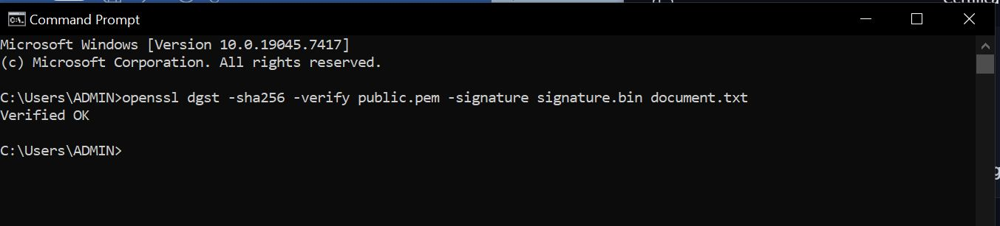 Command Prompt
Microsoft Windows [Version 10.0.19045.7417]
(c) Microsoft Corporation. All rights reserved.
C:\Users\ADMIN>openssl dgst -sha256 -verify public.pem -signature signature.bin document.txt
Verified OK
C:\Users\ADMIN>